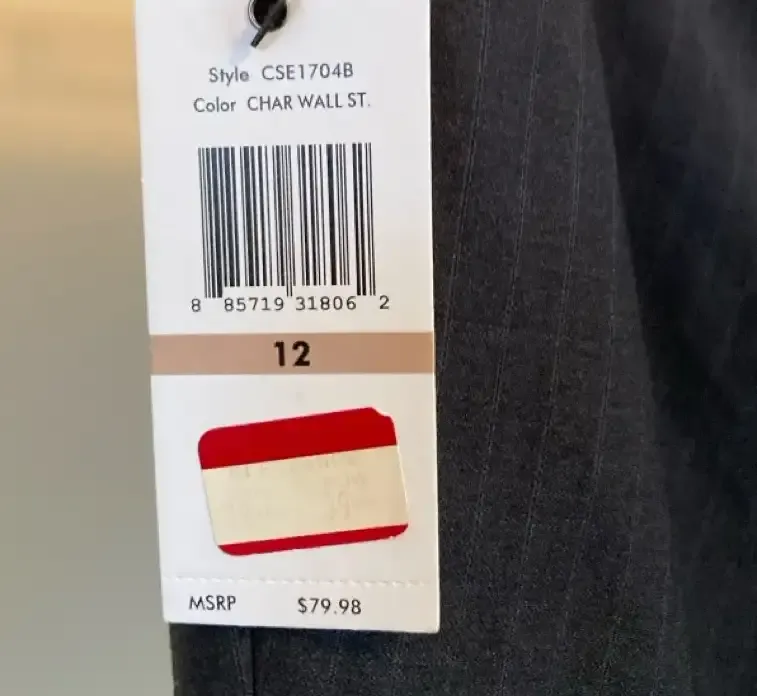 Style CSE1704B
Color CHAR WALL ST.
8 85719 31806 2
12
MSRP $79.98